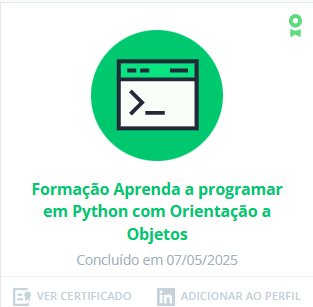 Formação Aprenda a programar
em Python com Orientação a
Objetos
Concluído em 07/05/2025
VER CERTIFICADO
ADICIONAR AO PERFIL